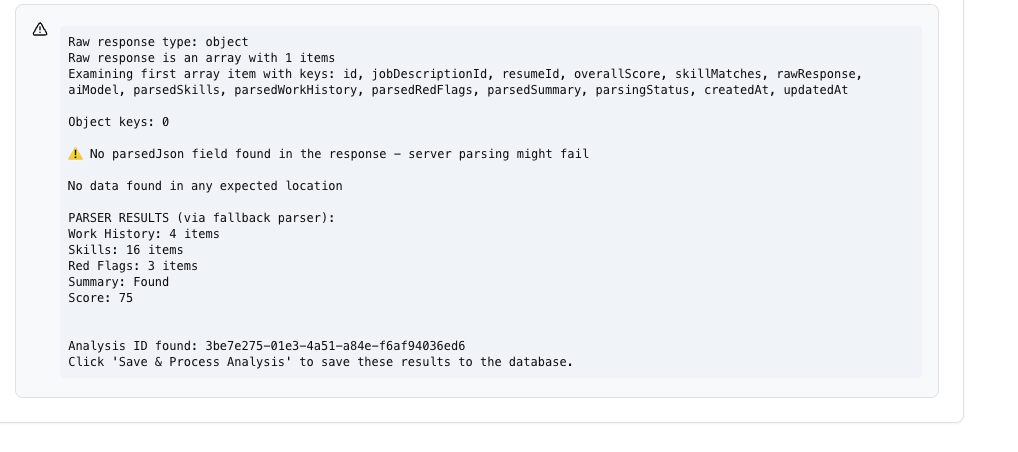 Raw response type: object
Raw response is an array with 1 items
Examining first array item with keys: id, jobDescriptionId, resumeId, overallScore, skillMatches, rawResponse,
aiModel, parsedSkills, parsedWorkHistory, parsedRedFlags, parsedSummary, parsingStatus, createdAt, updatedAt
Object keys: 0
⚠️ No parsedJson field found in the response – server parsing might fail
No data found in any expected location
PARSER RESULTS (via fallback parser):
Work History: 4 items
Skills: 16 items
Red Flags: 3 items
Summary: Found
Score: 75
Analysis ID found: 3be7e275-01e3-4a51-a84e-f6af94036ed6
Click 'Save & Process Analysis' to save these results to the database.